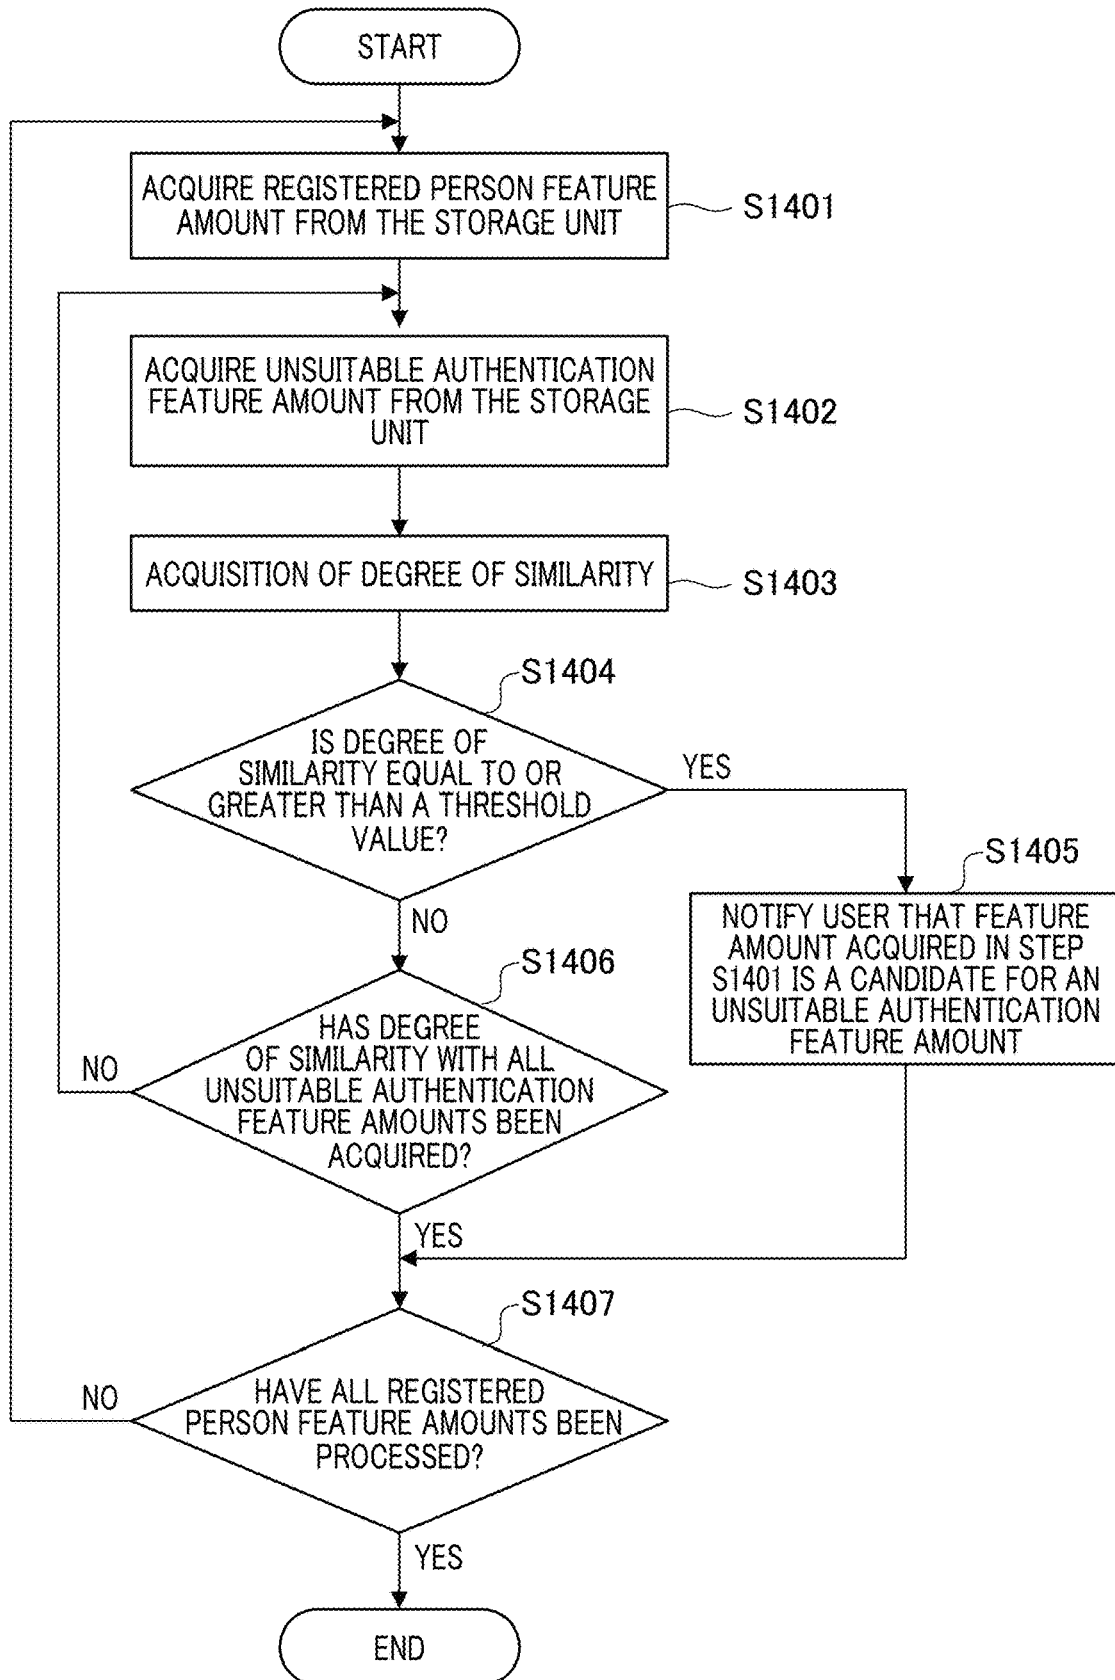 START
ACQUIRE REGISTERED PERSON FEATURE
AMOUNT FROM THE STORAGE UNIT
S1401
ACQUIRE UNSUITABLE AUTHENTICATION
FEATURE AMOUNT FROM THE STORAGE
UNIT
S1402
ACQUISITION OF DEGREE OF SIMILARITY
S1403
S1404
IS DEGREE OF
SIMILARITY EQUAL TO OR
GREATER THAN A THRESHOLD
VALUE?
YES
NO
S1405
NOTIFY USER THAT FEATURE
AMOUNT ACQUIRED IN STEP
S1401 IS A CANDIDATE FOR AN
UNSUITABLE AUTHENTICATION
FEATURE AMOUNT
S1406
HAS DEGREE
OF SIMILARITY WITH ALL
UNSUITABLE AUTHENTICATION
FEATURE AMOUNTS BEEN
ACQUIRED?
NO
YES
S1407
HAVE ALL REGISTERED
PERSON FEATURE AMOUNTS BEEN
PROCESSED?
NO
YES
END